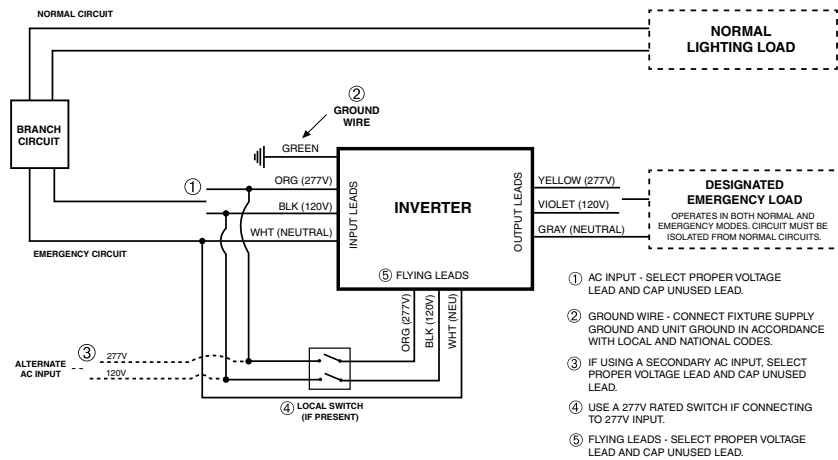 NORMAL CIRCUIT
NORMAL
LIGHTING LOAD
②
GROUND
WIRE
BRANCH
CIRCUIT
GREEN
①
ORG (277V)
BLK (120V)
WHT (NEUTRAL)
INPUT LEADS
INVERTER
OUTPUT LEADS
YELLOW (277V)
VIOLET (120V)
GRAY (NEUTRAL)
DESIGNATED
EMERGENCY LOAD
OPERATES IN BOTH NORMAL AND
EMERGENCY MODES. CIRCUIT MUST BE
ISOLATED FROM NORMAL CIRCUITS.
EMERGENCY CIRCUIT
⑤ FLYING LEADS
ORG (277V)
BLK (120V)
WHT (NEU)
ALTERNATE
AC INPUT
③
277V
120V
④ LOCAL SWITCH
(IF PRESENT)
① AC INPUT - SELECT PROPER VOLTAGE
LEAD AND CAP UNUSED LEAD.
② GROUND WIRE - CONNECT FIXTURE SUPPLY
GROUND AND UNIT GROUND IN ACCORDANCE
WITH LOCAL AND NATIONAL CODES.
③ IF USING A SECONDARY AC INPUT, SELECT
PROPER VOLTAGE LEAD AND CAP UNUSED
LEAD.
④ USE A 277V RATED SWITCH IF CONNECTING
TO 277V INPUT.
⑤ FLYING LEADS - SELECT PROPER VOLTAGE
LEAD AND CAP UNUSED LEAD.